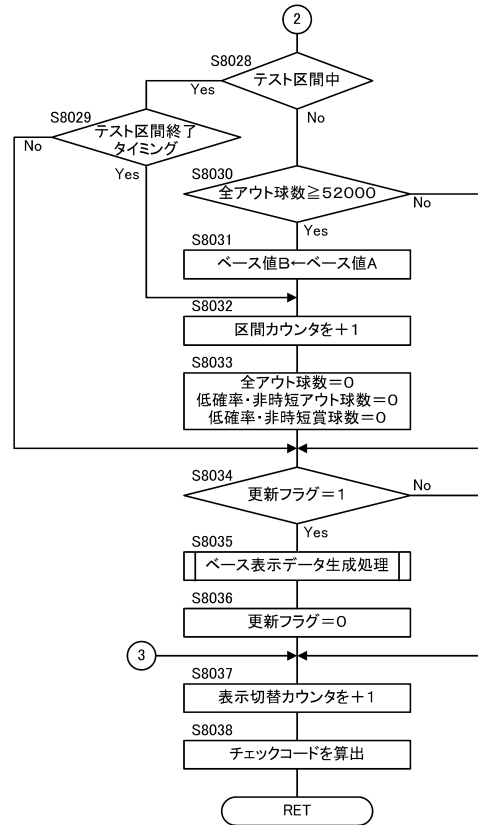 2
S8028
テスト区間中
Yes
No
S8029
テスト区間終了
タイミング
No
Yes
S8030
全アウト球数≧52000
No
Yes
S8031
ベース値B←ベース値A
S8032
区間カウンタを+1
S8033
全アウト球数=0
低確率・非時短アウト球数=0
低確率・非時短賞球数=0
S8034
更新フラグ=1
No
Yes
S8035
ベース表示データ生成処理
S8036
更新フラグ=0
3
S8037
表示切替カウンタを+1
S8038
チェックコードを算出
RET